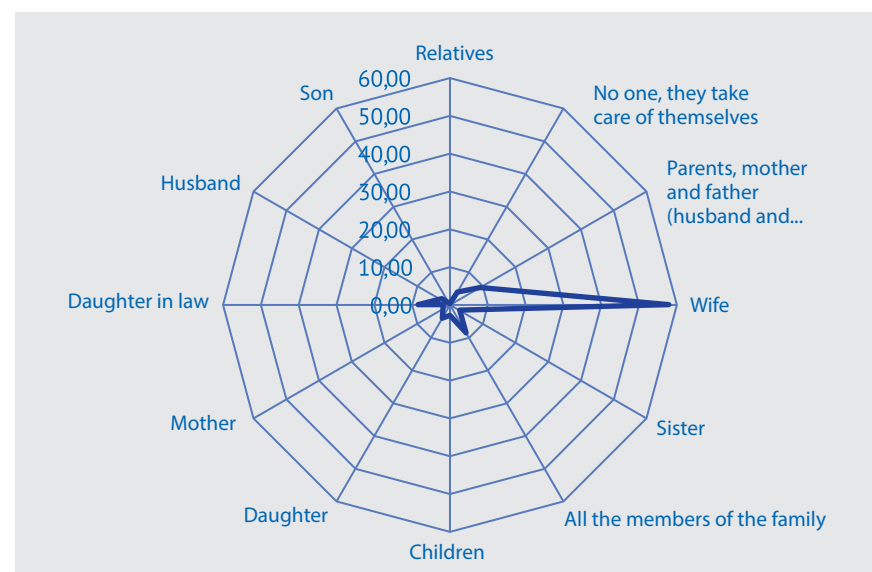 Relatives
60,00
Son
No one, they take
care of themselves
50,00
40,00
Parents, mother
and father
(husband and...
Husband
30,00
20,00
10,00
Daughter in law
0,00
Wife
Mother
Sister
Daughter
All the members of the family
Children